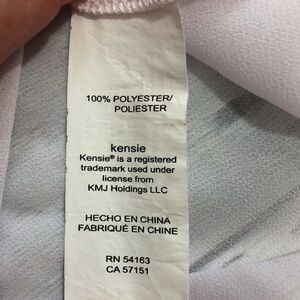 100% POLYESTER/
POLIESTER
kensie
Kensie® is a registered
trademark used under
license from
KMJ Holdings LLC
HECHO EN CHINA
FABRIQUÉ EN CHINE
RN 54163
CA 57151